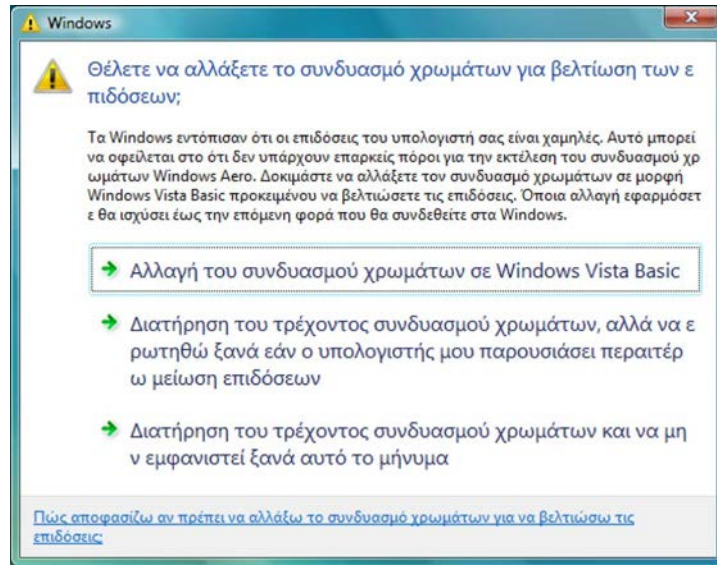 Windows
Θέλετε να αλλάξετε το συνδυασμό χρωμάτων για βελτίωση των ε
πιδόσεων;
Τα Windows εντόπισαν ότι οι επιδόσεις του υπολογιστή σας είναι χαμηλές. Αυτό μπορεί
να οφείλεται στο ότι δεν υπάρχουν επαρκείς πόροι για την εκτέλεση του συνδυασμού χρ
ωμάτων Windows Aero. Δοκιμάστε να αλλάξετε τον συνδυασμό χρωμάτων σε μορφή
Windows Vista Basic προκειμένου να βελτιώσετε τις επιδόσεις. Όποια αλλαγή εφαρμόσετ
ε θα ισχύσει έως την επόμενη φορά που θα συνδεθείτε στα Windows.
Αλλαγή του συνδυασμού χρωμάτων σε Windows Vista Basic
Διατήρηση του τρέχοντος συνδυασμού χρωμάτων, αλλά να ε
ρωτηθώ ξανά εάν ο υπολογιστής μου παρουσιάσει περαιτέρ
ω μείωση επιδόσεων
Διατήρηση του τρέχοντος συνδυασμού χρωμάτων και να μη
ν εμφανιστεί ξανά αυτό το μήνυμα
Πώς αποφασίζω αν πρέπει να αλλάξω το συνδυασμό χρωμάτων για να βελτιώσω τις
επιδόσεις;